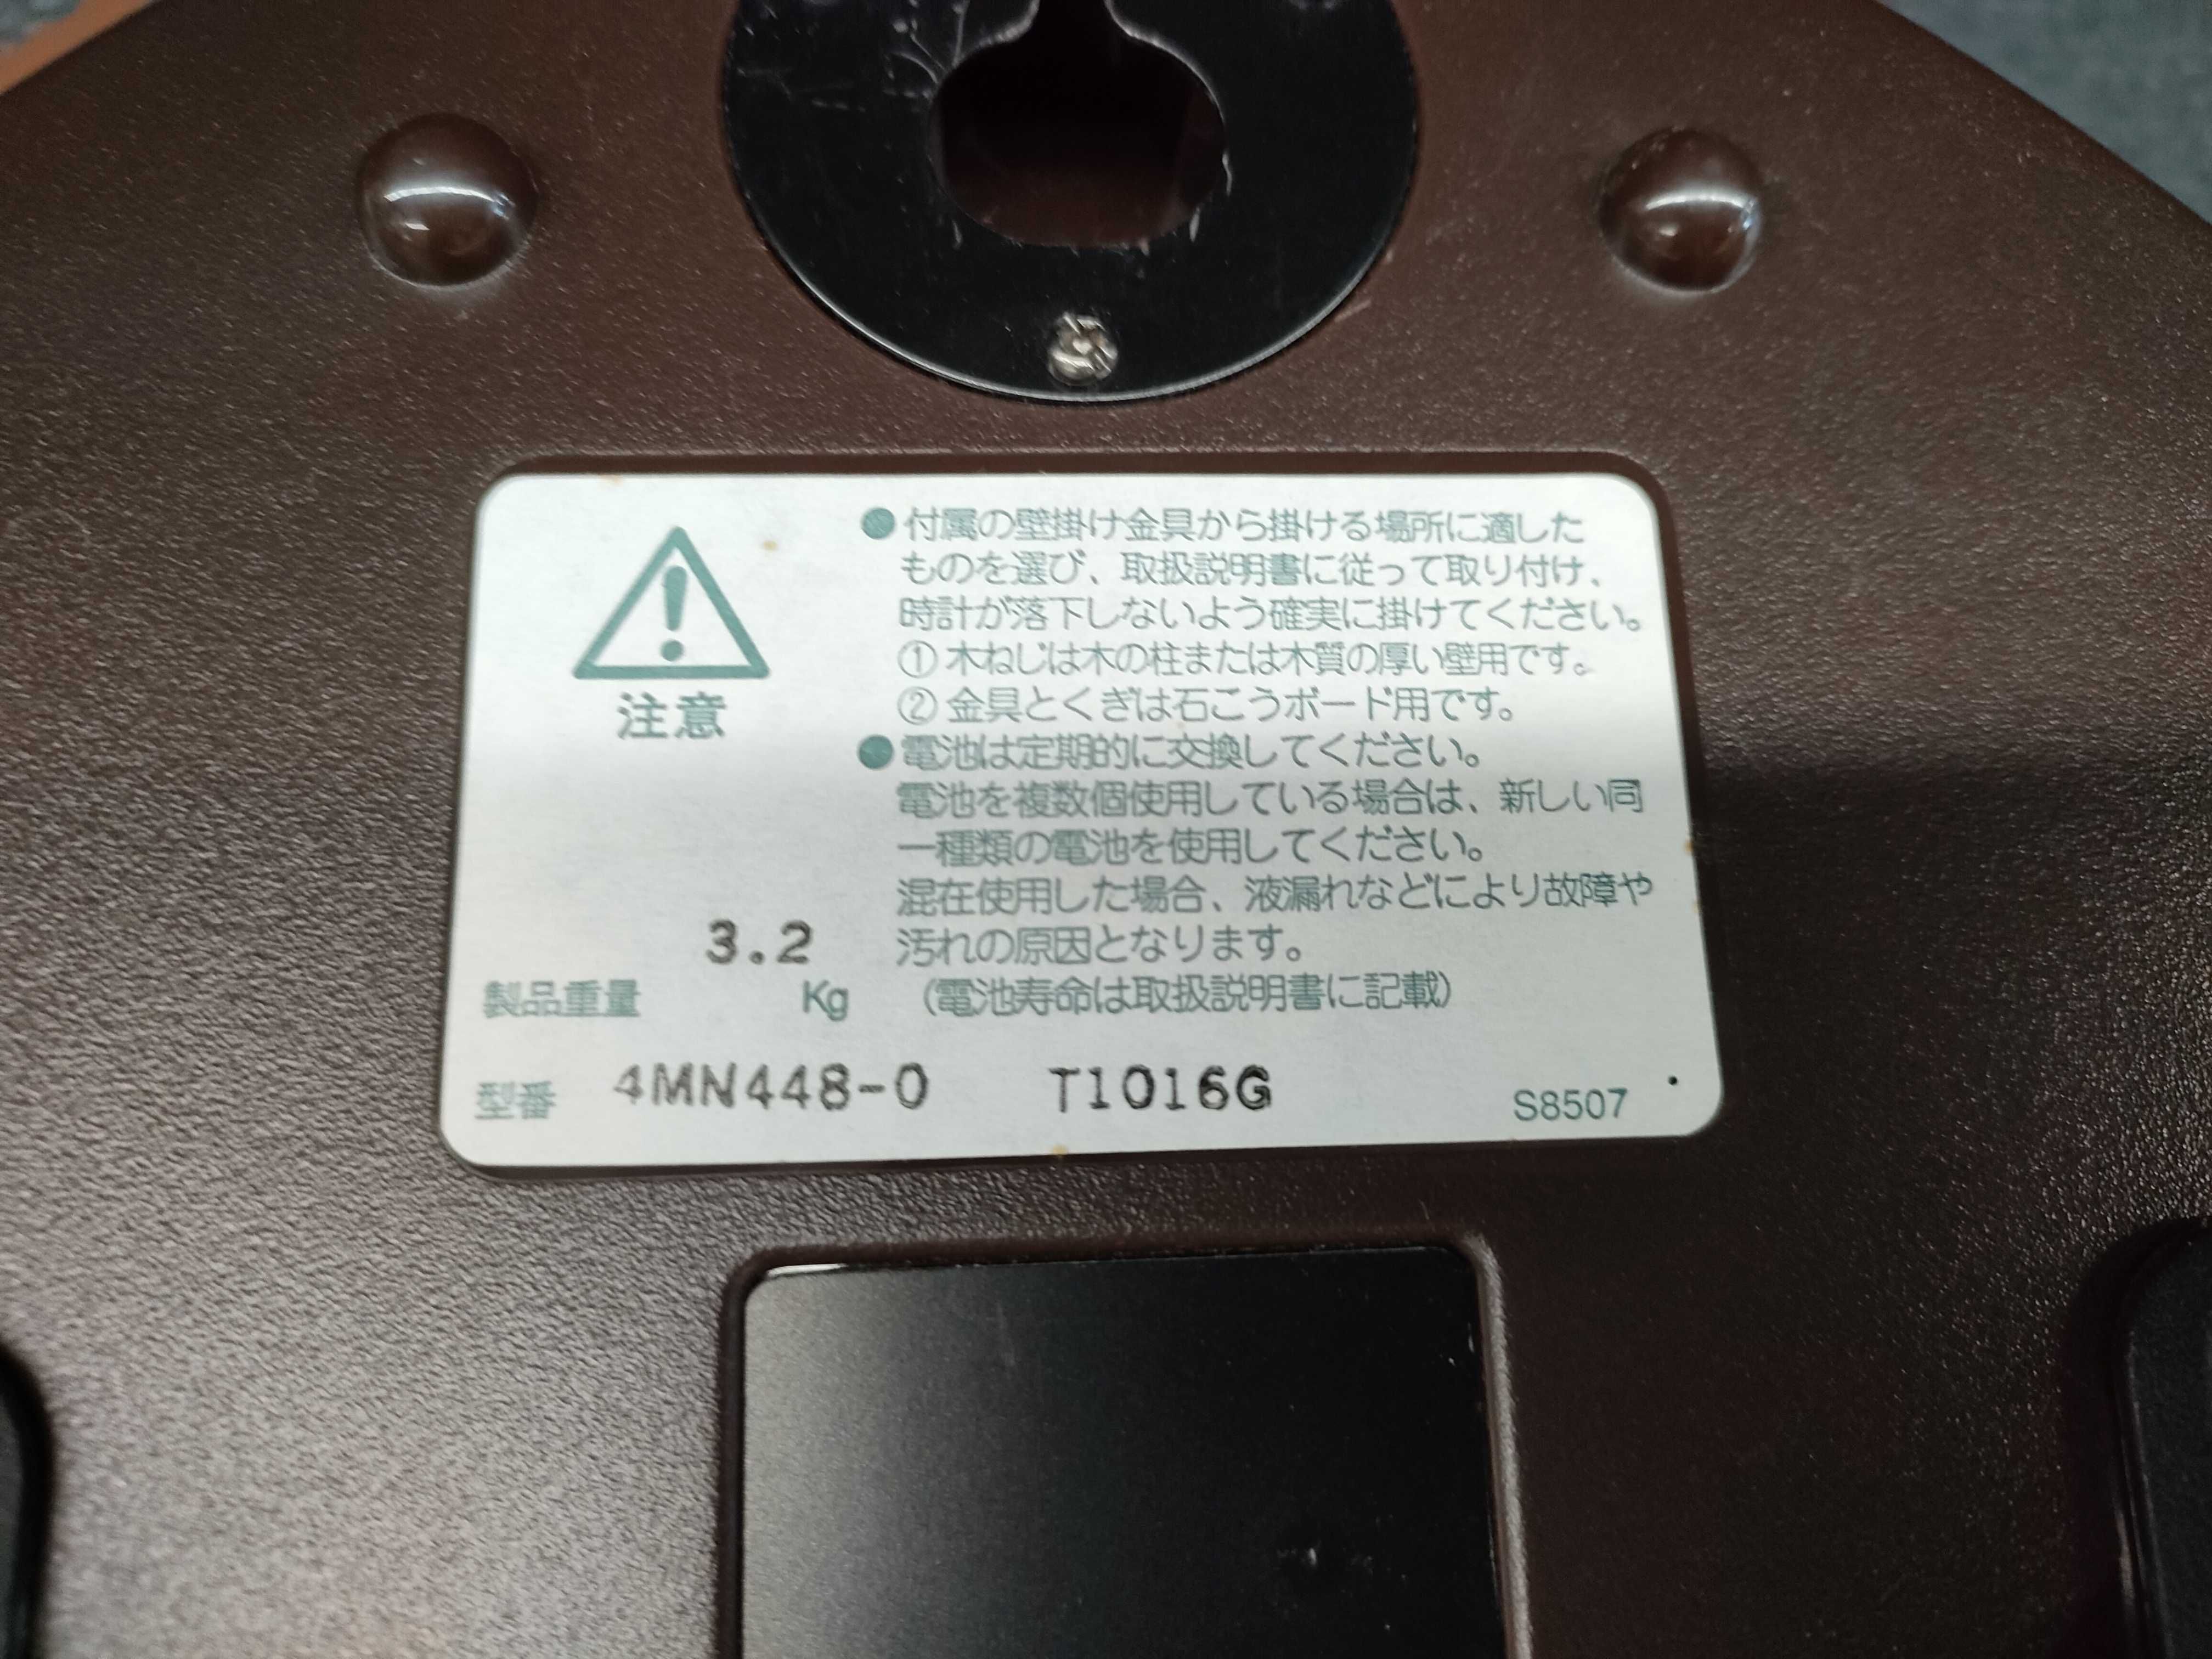 ●付属の壁掛け金具から掛ける場所に適した
ものを選び、取扱説明書に従って取り付け、
時計が落下しないよう確実に掛けてください。
①木ねじは木の柱または木質の厚い壁用です。
②金具とくぎは石こうボード用です。
注意
●電池は定期的に交換してください。
電池を複数個使用している場合は、新しい同
一種類の電池を使用してください。
混在使用した場合、液漏れなどにより故障や
汚れの原因となります。
(電池寿命は取扱説明書に記載)
製品重量 3.2 Kg
型番 4MN448-0 T1016G S8507